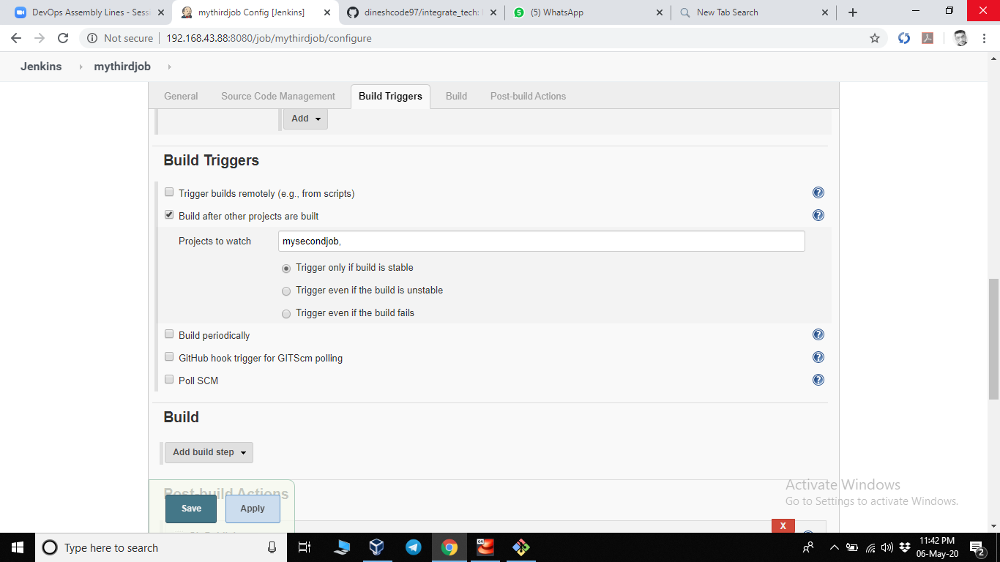 DevOps Assembly Lines - Sessi
mythirdjob Config [Jenkins]
dineshcode97/integrate_tech:
5
(5) WhatsApp
New Tab Search
Not secure
192.168.43.88:8080/job/mythirdjob/configure
Jenkins
mythirdjob
General
Source Code Management
Build Triggers
Build
Post-build Actions
Add
Build Triggers
Trigger builds remotely (e.g., from scripts)
?
Build after other projects are built
?
Projects to watch
mysecondjob,
Trigger only if build is stable
Trigger even if the build is unstable
Trigger even if the build fails
Build periodically
?
GitHub hook trigger for GITScm polling
?
Poll SCM
?
Build
Add build step
Post-build Actions
Save
Apply
X
Activate Windows
Go to Settings to activate Windows.
Type here to search
11:42 PM
06-May-20
2